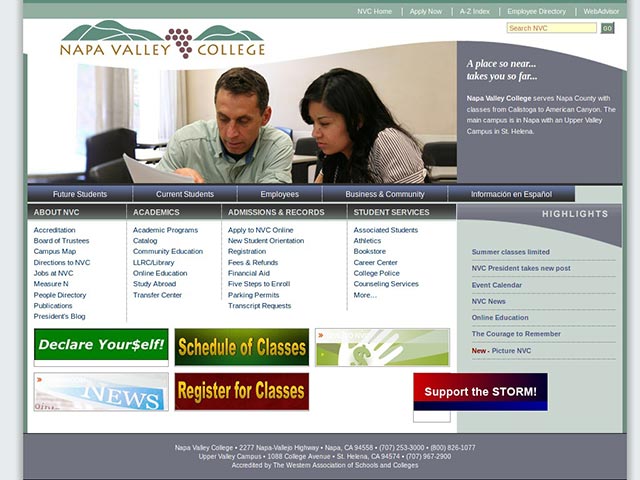 NVC Home Apply Now A-Z Index Employee Directory WebAdvisor
Search NVC GO
NAPA VALLEY COLLEGE
A place so near...
takes you so far...
Napa Valley College serves Napa County with
classes from Calistoga to American Canyon. The
main campus is in Napa with an Upper Valley
Campus in St. Helena.
Future Students Current Students Employees Business & Community Información en Español
ABOUT NVC
Accreditation
Board of Trustees
Campus Map
Directions to NVC
Jobs at NVC
Measure N
People Directory
Publications
President's Blog
ACADEMICS
Academic Programs
Catalog
Community Education
LLRC/Library
Online Education
Study Abroad
Transfer Center
ADMISSIONS & RECORDS
Apply to NVC Online
New Student Orientation
Registration
Fees & Refunds
Financial Aid
Five Steps to Enroll
Parking Permits
Transcript Requests
STUDENT SERVICES
Associated Students
Athletics
Bookstore
Career Center
College Police
Counseling Services
More...
HIGHLIGHTS
Summer classes limited
NVC President takes new post
Event Calendar
NVC News
Online Education
The Courage to Remember
New - Picture NVC
Declare Your$elf!
Schedule of Classes
NEWS
Register for Classes
Support the STORM!
Napa Valley College • 2277 Napa-Vallejo Highway • Napa, CA 94558 • (707) 253-3000 • (800) 826-1077
Upper Valley Campus • 1088 College Avenue • St. Helena, CA 94574 • (707) 967-2900
Accredited by The Western Association of Schools and Colleges